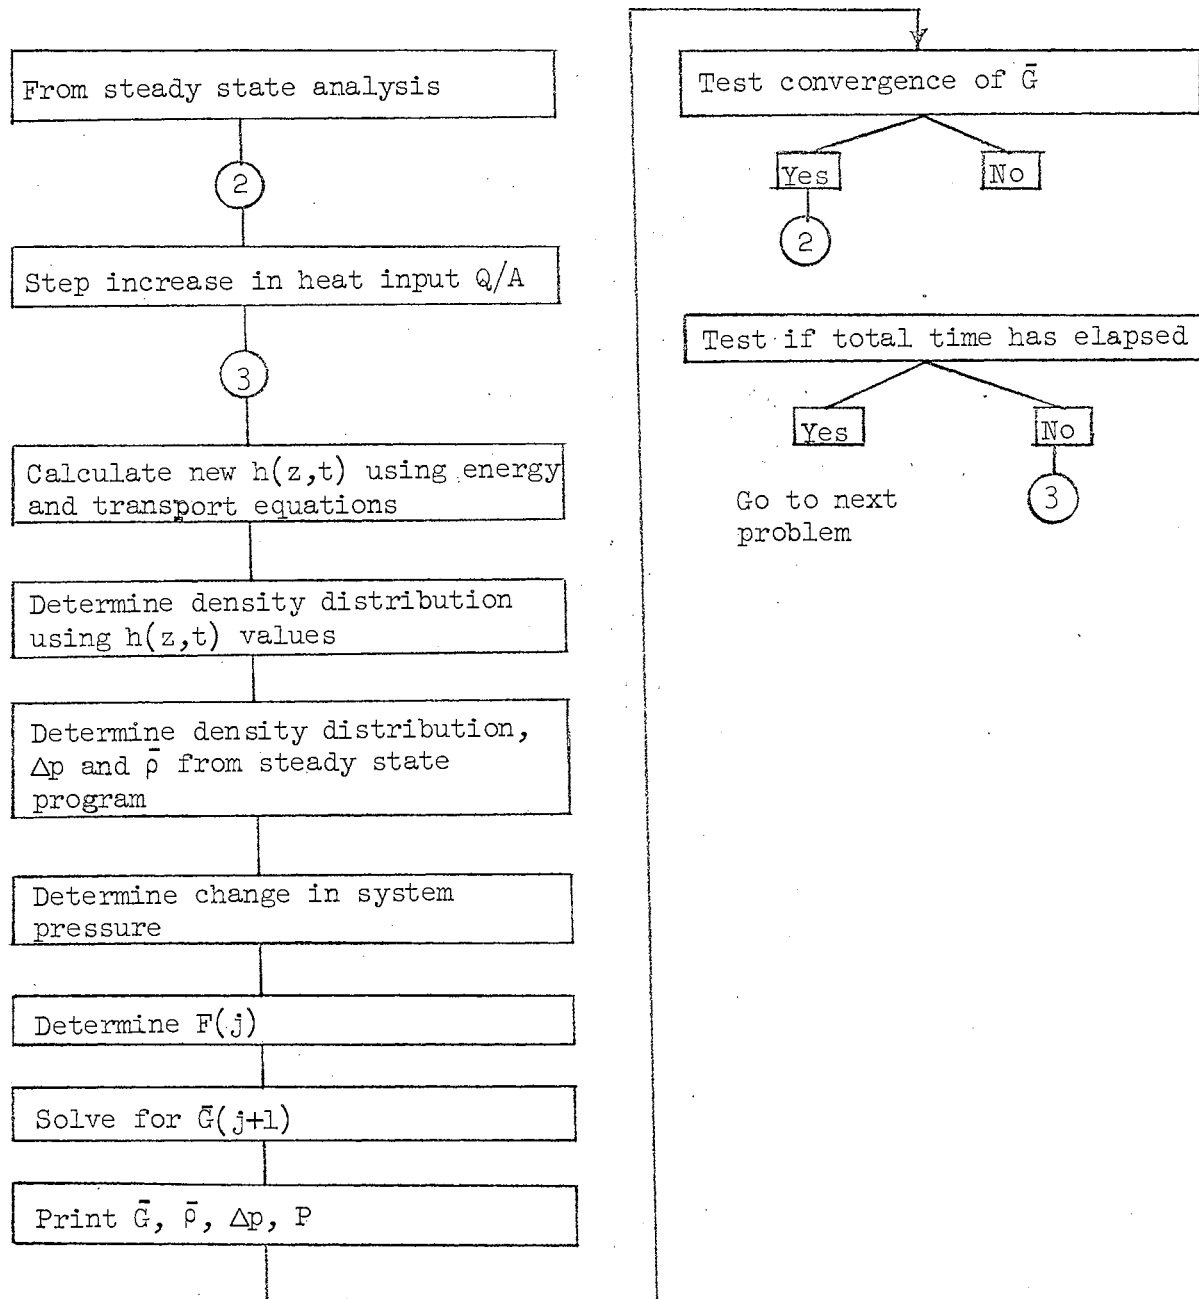 From steady state analysis
2
Step increase in heat input Q/A
3
Calculate new h(z,t) using energy
and transport equations
Determine density distribution
using h(z,t) values
Determine density distribution,
Δp and ρ̄ from steady state
program
Determine change in system
pressure
Determine F(j)
Solve for Ḡ(j+1)
Print Ḡ, ρ̄, Δp, P
Test convergence of Ḡ
Yes
No
2
Test if total time has elapsed
Yes
No
Go to next
problem
3